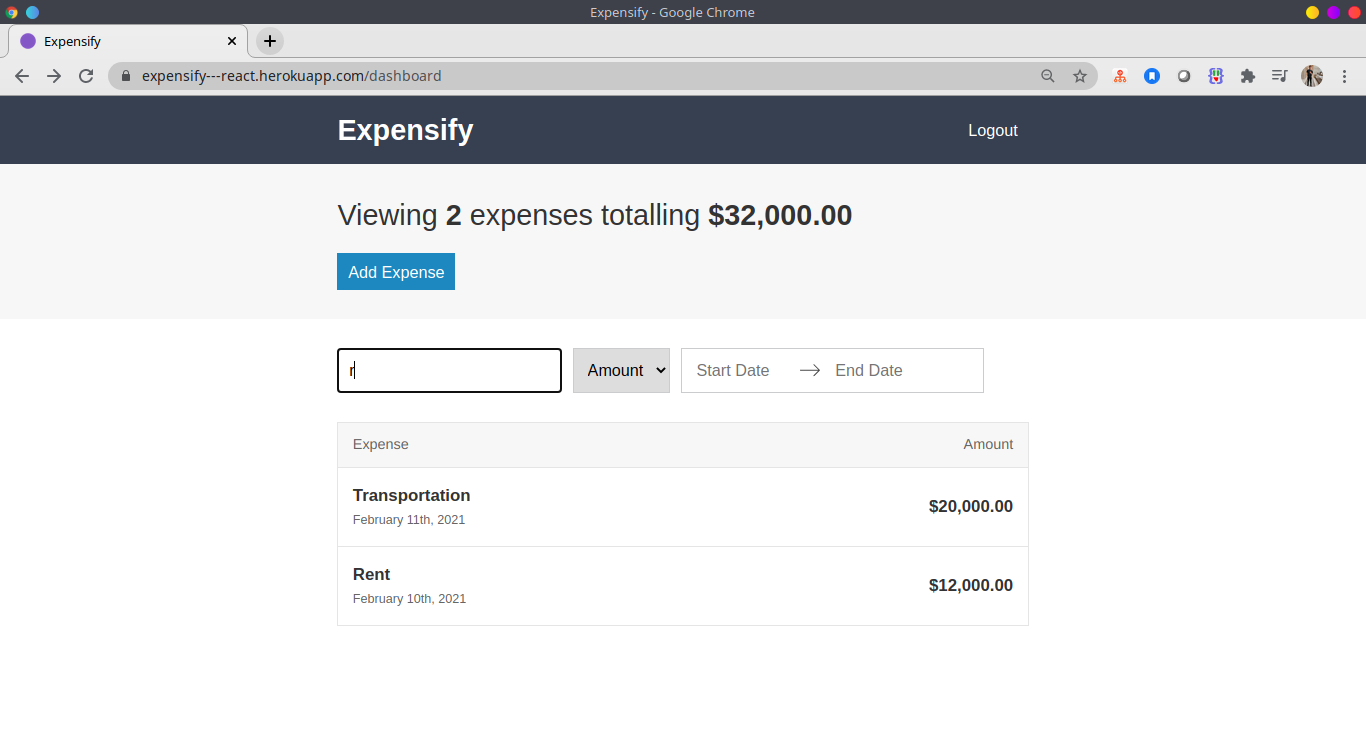 Expensify - Google Chrome
Expensify
expensify---react.herokuapp.com/dashboard
Expensify
Logout
Viewing 2 expenses totalling $32,000.00
Add Expense
r
Amount
Start Date
End Date
Expense
Amount
Transportation
$20,000.00
February 11th, 2021
Rent
$12,000.00
February 10th, 2021